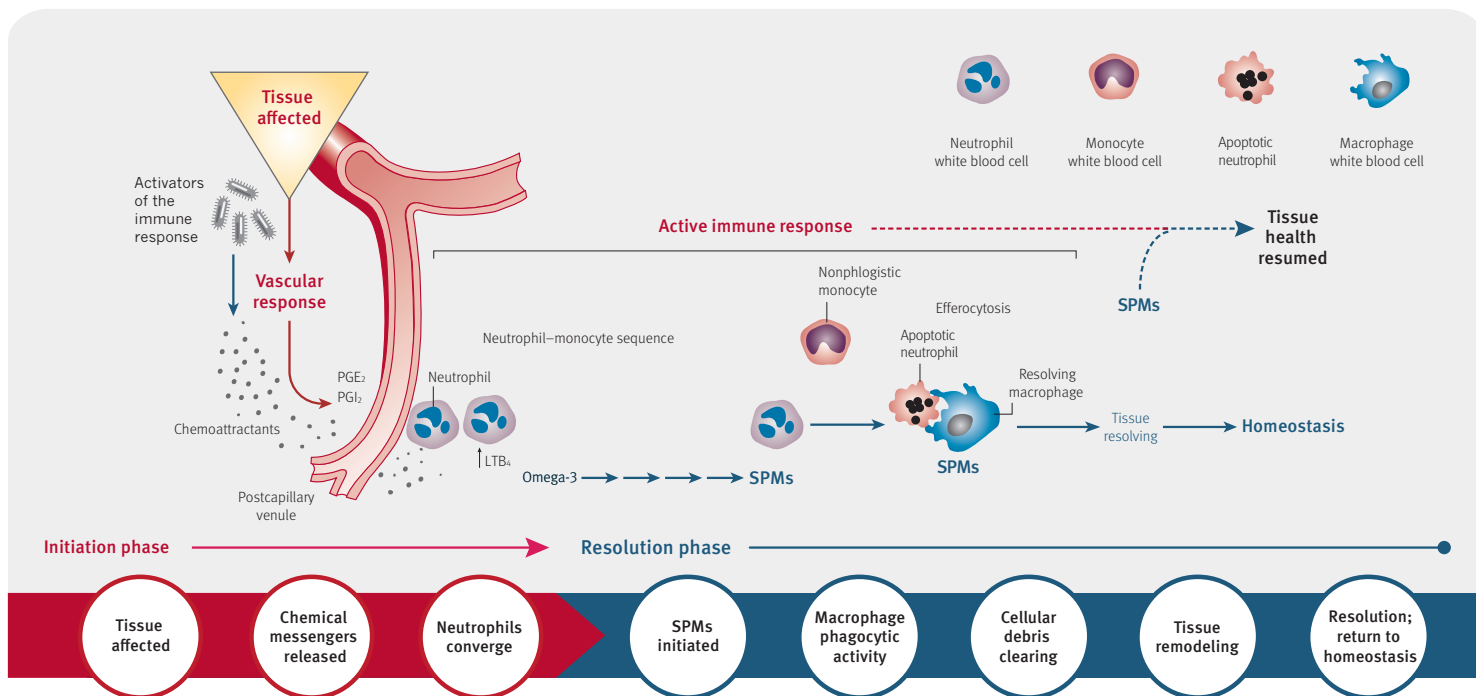 Tissue
affected
Activators
of the
immune
response
Vascular
response
PGE₂
PGI₂
Chemoattractants
Postcapillary
venule
Neutrophil
white blood cell
Monocyte
white blood cell
Apoptotic
neutrophil
Macrophage
white blood cell
Active immune response
Tissue
health
resumed
SPMs
Nonphlogistic
monocyte
Efferocytosis
Neutrophil–monocyte sequence
Apoptotic
neutrophil
Neutrophil
Resolving
macrophage
LTB₄
Omega-3
SPMs
SPMs
Tissue
resolving
Homeostasis
Initiation phase
Resolution phase
Tissue
affected
Chemical
messengers
released
Neutrophils
converge
SPMs
initiated
Macrophage
phagocytic
activity
Cellular
debris
clearing
Tissue
remodeling
Resolution;
return to
homeostasis